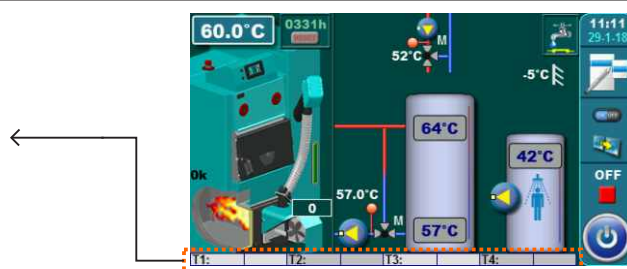 60.0°C
0331h
RESET
11:11
29-1-18
M
52°C
-5°C
64°C
42°C
OFF
0k
57.0°C
0
M
57°C
T1: T2: T3: T4: